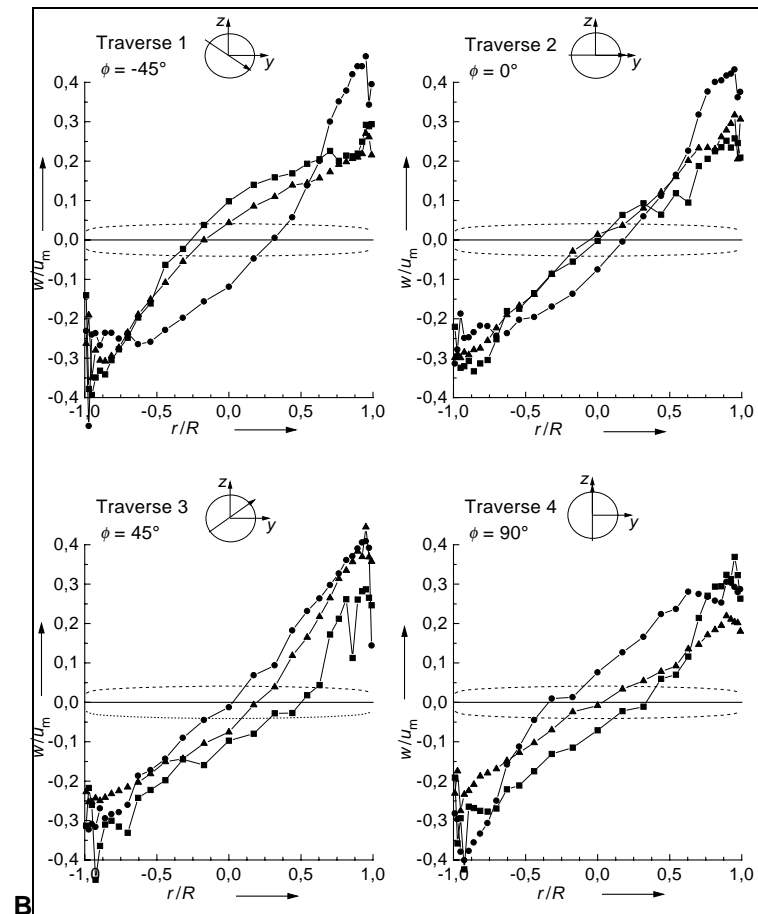 z
Traverse 1
y
ϕ = -45°
0,4
0,3
0,2
0,1
0,0
-0,1
-0,2
-0,3
-0,4
w/uₘ
-1,0 -0,5 0,0 0,5 1,0
r/R
z
Traverse 2
y
ϕ = 0°
0,4
0,3
0,2
0,1
0,0
-0,1
-0,2
-0,3
-0,4
w/uₘ
-1,0 -0,5 0,0 0,5 1,0
r/R
z
Traverse 3
y
ϕ = 45°
0,4
0,3
0,2
0,1
0,0
-0,1
-0,2
-0,3
-0,4
w/uₘ
-1,0 -0,5 0,0 0,5 1,0
r/R
z
Traverse 4
y
ϕ = 90°
0,4
0,3
0,2
0,1
0,0
-0,1
-0,2
-0,3
-0,4
w/uₘ
-1,0 -0,5 0,0 0,5 1,0
r/R
B